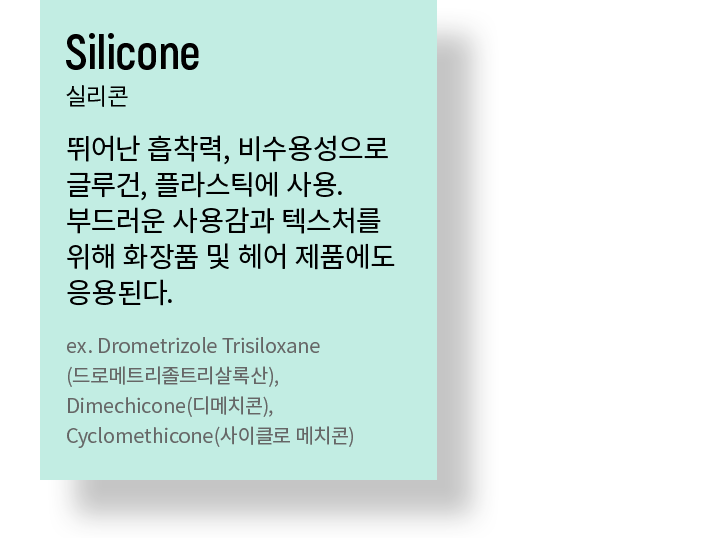 Silicone
실리콘
뛰어난 흡착력, 비수용성으로
글루건, 플라스틱에 사용.
부드러운 사용감과 텍스처를
위해 화장품 및 헤어 제품에도
응용된다.
ex. Drometrizole Trisiloxane
(드로메트리졸트리살록산),
Dimechicone(디메치콘),
Cyclomethicone(사이클로 메치콘)